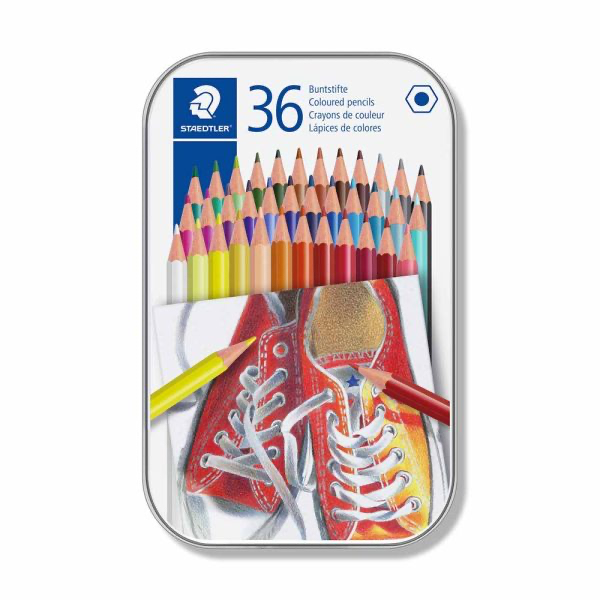 STAEDTLER
36
Buntstifte
Coloured pencils
Crayons de couleur
Lápices de colores